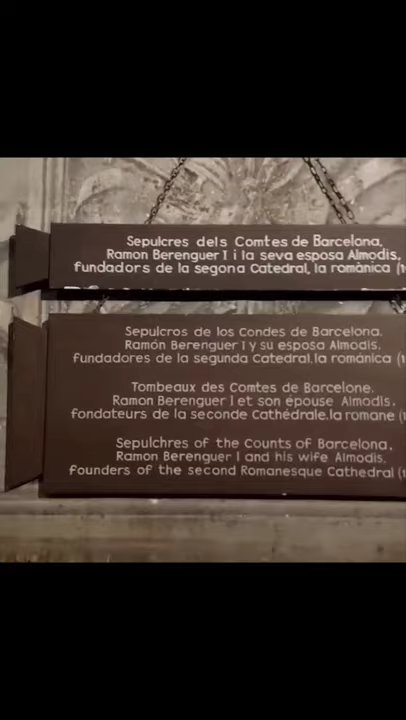 Sepulcres dels Comtes de Barcelona,
Ramon Berenguer I i la seva esposa Almodis,
fundadors de la segona Catedral, la romànica (
Sepulcros de los Condes de Barcelona.
Ramón Berenguer I y su esposa Almodis,
fundadores de la segunda Catedral, la románica (
Tombeaux des Comtes de Barcelone.
Ramon Berenguer I et son épouse Almodis,
fondateurs de la seconde Cathédrale, la romane (
Sepulchres of the Counts of Barcelona,
Ramon Berenguer I and his wife Almodis,
founders of the second Romanesque Cathedral (